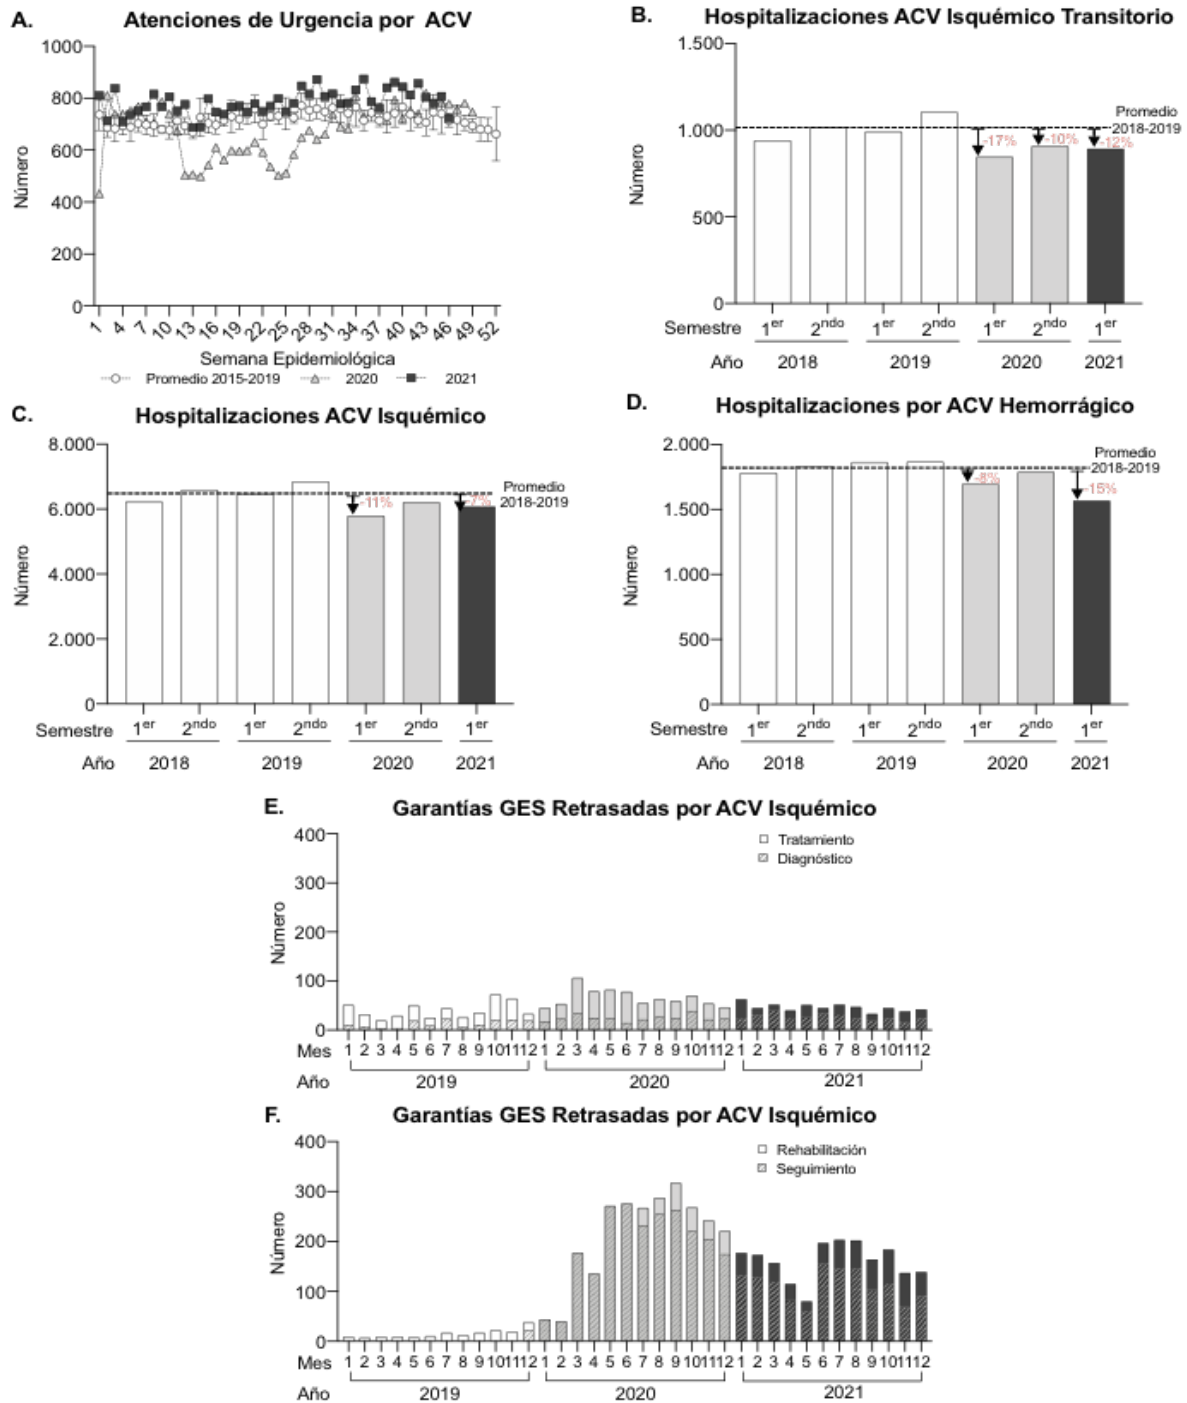 A.
Atenciones de Urgencia por ACV
1000
800
600
400
200
0
Número
1 4 7 10 13 16 19 22 25 28 31 34 37 40 43 46 49 52
Semana Epidemiológica
Promedio 2015-2019 2020 2021
B.
Hospitalizaciones ACV Isquémico Transitorio
1.500
1.000
500
0
Número
Promedio
2018-2019
-17% -10% -12%
Semestre 1er 2ndo 1er 2ndo 1er 2ndo 1er
Año 2018 2019 2020 2021
C.
Hospitalizaciones ACV Isquémico
8.000
6.000
4.000
2.000
0
Número
Promedio
2018-2019
-11% -7%
Semestre 1er 2ndo 1er 2ndo 1er 2ndo 1er
Año 2018 2019 2020 2021
D.
Hospitalizaciones por ACV Hemorrágico
2.000
1.500
1.000
500
0
Número
Promedio
2018-2019
-8%
-15%
Semestre 1er 2ndo 1er 2ndo 1er 2ndo 1er
Año 2018 2019 2020 2021
E.
Garantías GES Retrasadas por ACV Isquémico
Tratamiento
Diagnóstico
400
300
200
100
0
Número
Mes 1 2 3 4 5 6 7 8 9 10 11 12 1 2 3 4 5 6 7 8 9 10 11 12 1 2 3 4 5 6 7 8 9 10 11 12
Año 2019 2020 2021
F.
Garantías GES Retrasadas por ACV Isquémico
Rehabilitación
Seguimiento
400
300
200
100
0
Número
Mes 1 2 3 4 5 6 7 8 9 10 11 12 1 2 3 4 5 6 7 8 9 10 11 12 1 2 3 4 5 6 7 8 9 10 11 12
Año 2019 2020 2021